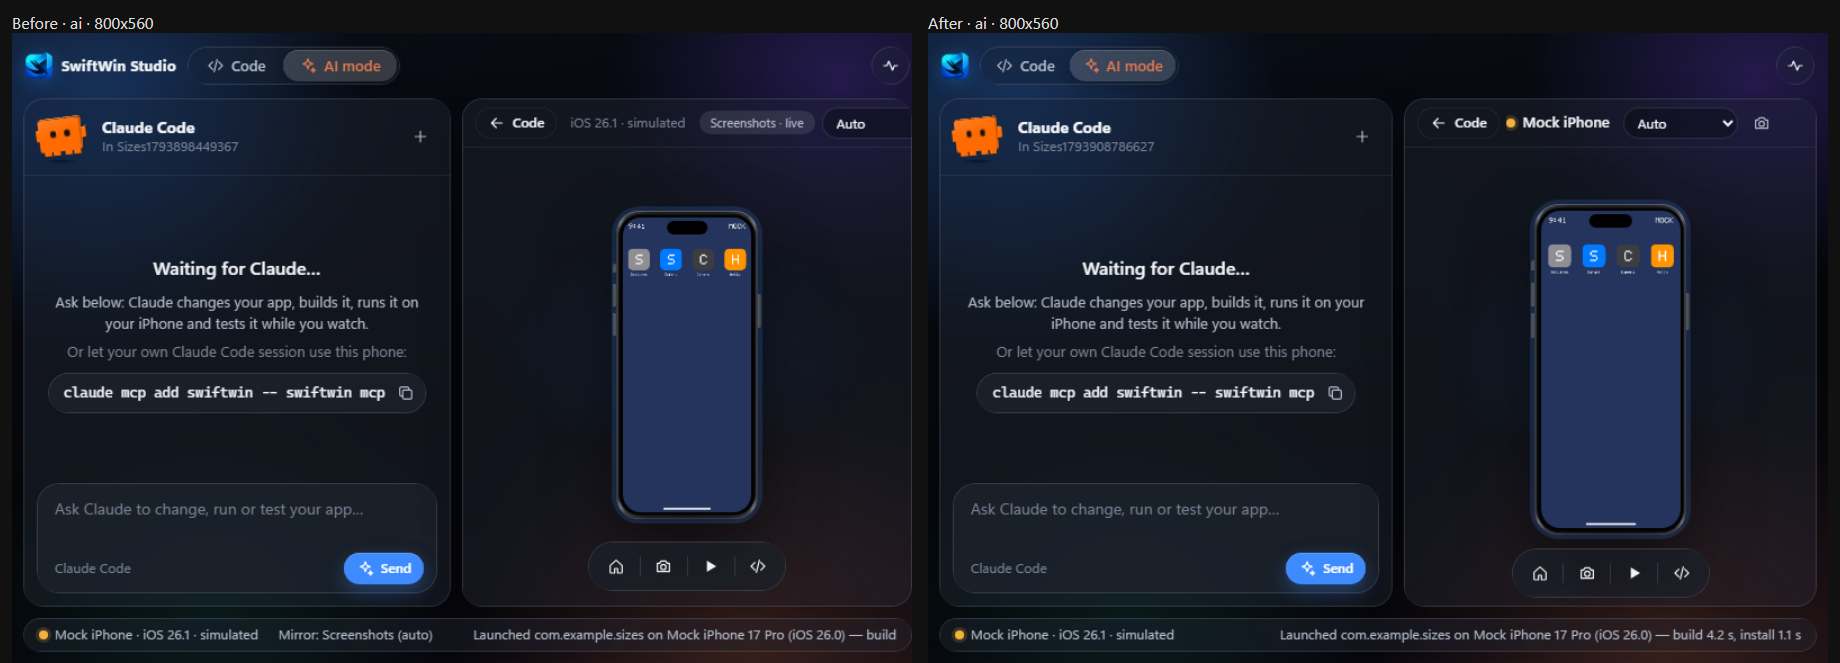 Before · ai · 800x560
SwiftWin Studio
</> Code
AI mode
Claude Code
In Sizes1793898449367
Waiting for Claude...
Ask below: Claude changes your app, builds it, runs it on
your iPhone and tests it while you watch.
Or let your own Claude Code session use this phone:
claude mcp add swiftwin -- swiftwin mcp
Ask Claude to change, run or test your app...
Claude Code
Send
← Code
iOS 26.1 · simulated
Screenshots · live
Auto
9:41
MOCK
S S C H
Mock iPhone · iOS 26.1 · simulated
Mirror: Screenshots (auto)
Launched com.example.sizes on Mock iPhone 17 Pro (iOS 26.0) — build
After · ai · 800x560
</> Code
AI mode
Claude Code
In Sizes1793908786627
Waiting for Claude...
Ask below: Claude changes your app, builds it, runs it on your
iPhone and tests it while you watch.
Or let your own Claude Code session use this phone:
claude mcp add swiftwin -- swiftwin mcp
Ask Claude to change, run or test your app...
Claude Code
Send
← Code
Mock iPhone
Auto
9:41
MOCK
S S C H
Mock iPhone · iOS 26.1 · simulated
Launched com.example.sizes on Mock iPhone 17 Pro (iOS 26.0) — build 4.2 s, install 1.1 s